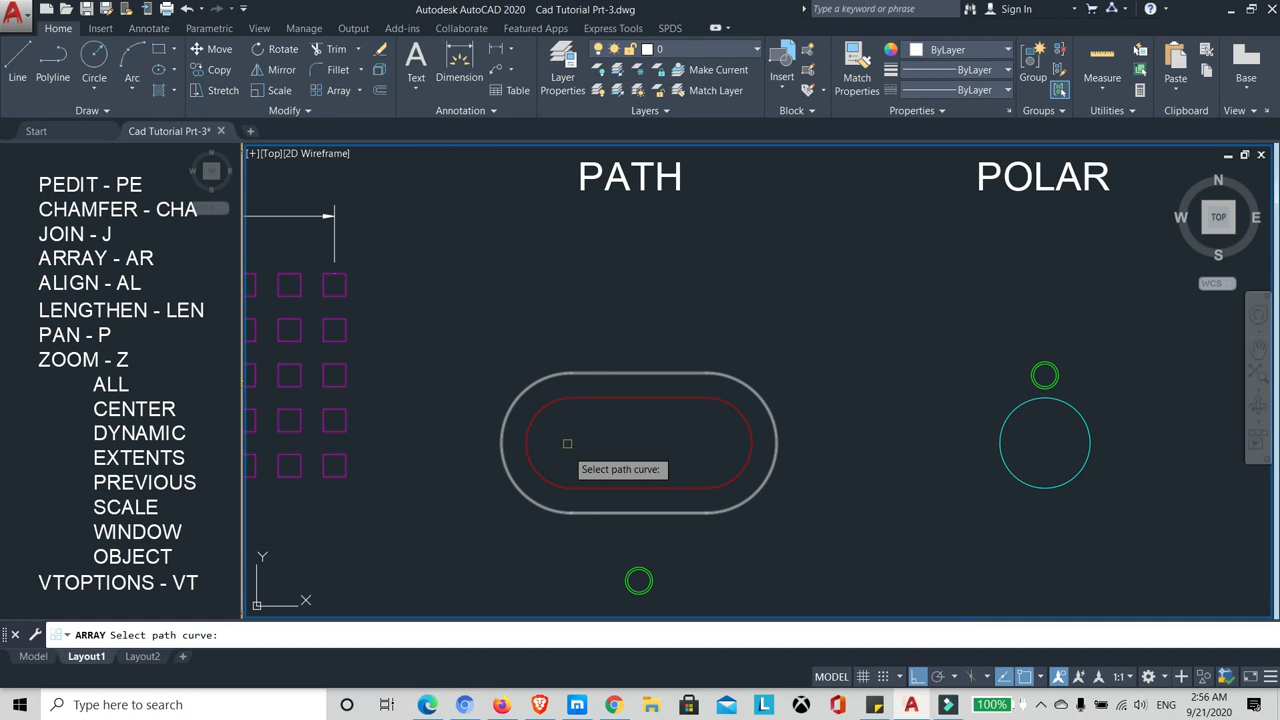 Autodesk AutoCAD 2020 Cad Tutorial Prt-3.dwg
Type a keyword or phrase
Sign In
Home Insert Annotate Parametric View Manage Output Add-ins Collaborate Featured Apps Express Tools SPDS
Line
Polyline
Circle
Arc
Move
Rotate
Trim
Copy
Mirror
Fillet
Stretch
Scale
Array
Text
Dimension
Table
Layer
Properties
0
Make Current
Match Layer
Insert
Match
Properties
ByLayer
ByLayer
ByLayer
Group
Measure
Paste
Base
Draw
Modify
Annotation
Layers
Block
Properties
Groups
Utilities
Clipboard
View
Start
Cad Tutorial Prt-3*
[+][Top][2D Wireframe]
PEDIT - PE
CHAMFER - CHA
JOIN - J
ARRAY - AR
ALIGN - AL
LENGTHEN - LEN
PAN - P
ZOOM - Z
ALL
CENTER
DYNAMIC
EXTENTS
PREVIOUS
SCALE
WINDOW
OBJECT
VTOPTIONS - VT
N
W
E
S
PATH
POLAR
N
W
TOP
E
S
WCS
Select path curve:
Y
X
ARRAY Select path curve:
Model
Layout1
Layout2
MODEL
1:1
Type here to search
100%
ENG
2:56 AM
9/21/2020